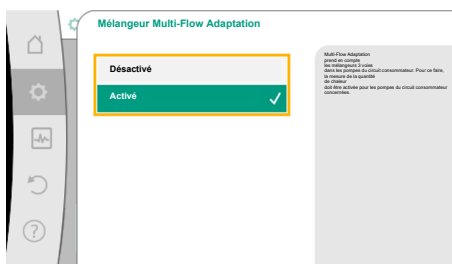 Mélangeur Multi-Flow Adaptation
Désactivé
Activé
Multi-Flow Adaptation
prend en compte
les mélangeurs 3 voies
dans les pompes du circuit consommateur. Pour ce faire,
la mesure de la quantité
de chaleur
doit être activée pour les pompes du circuit consommateur
concernées.
?